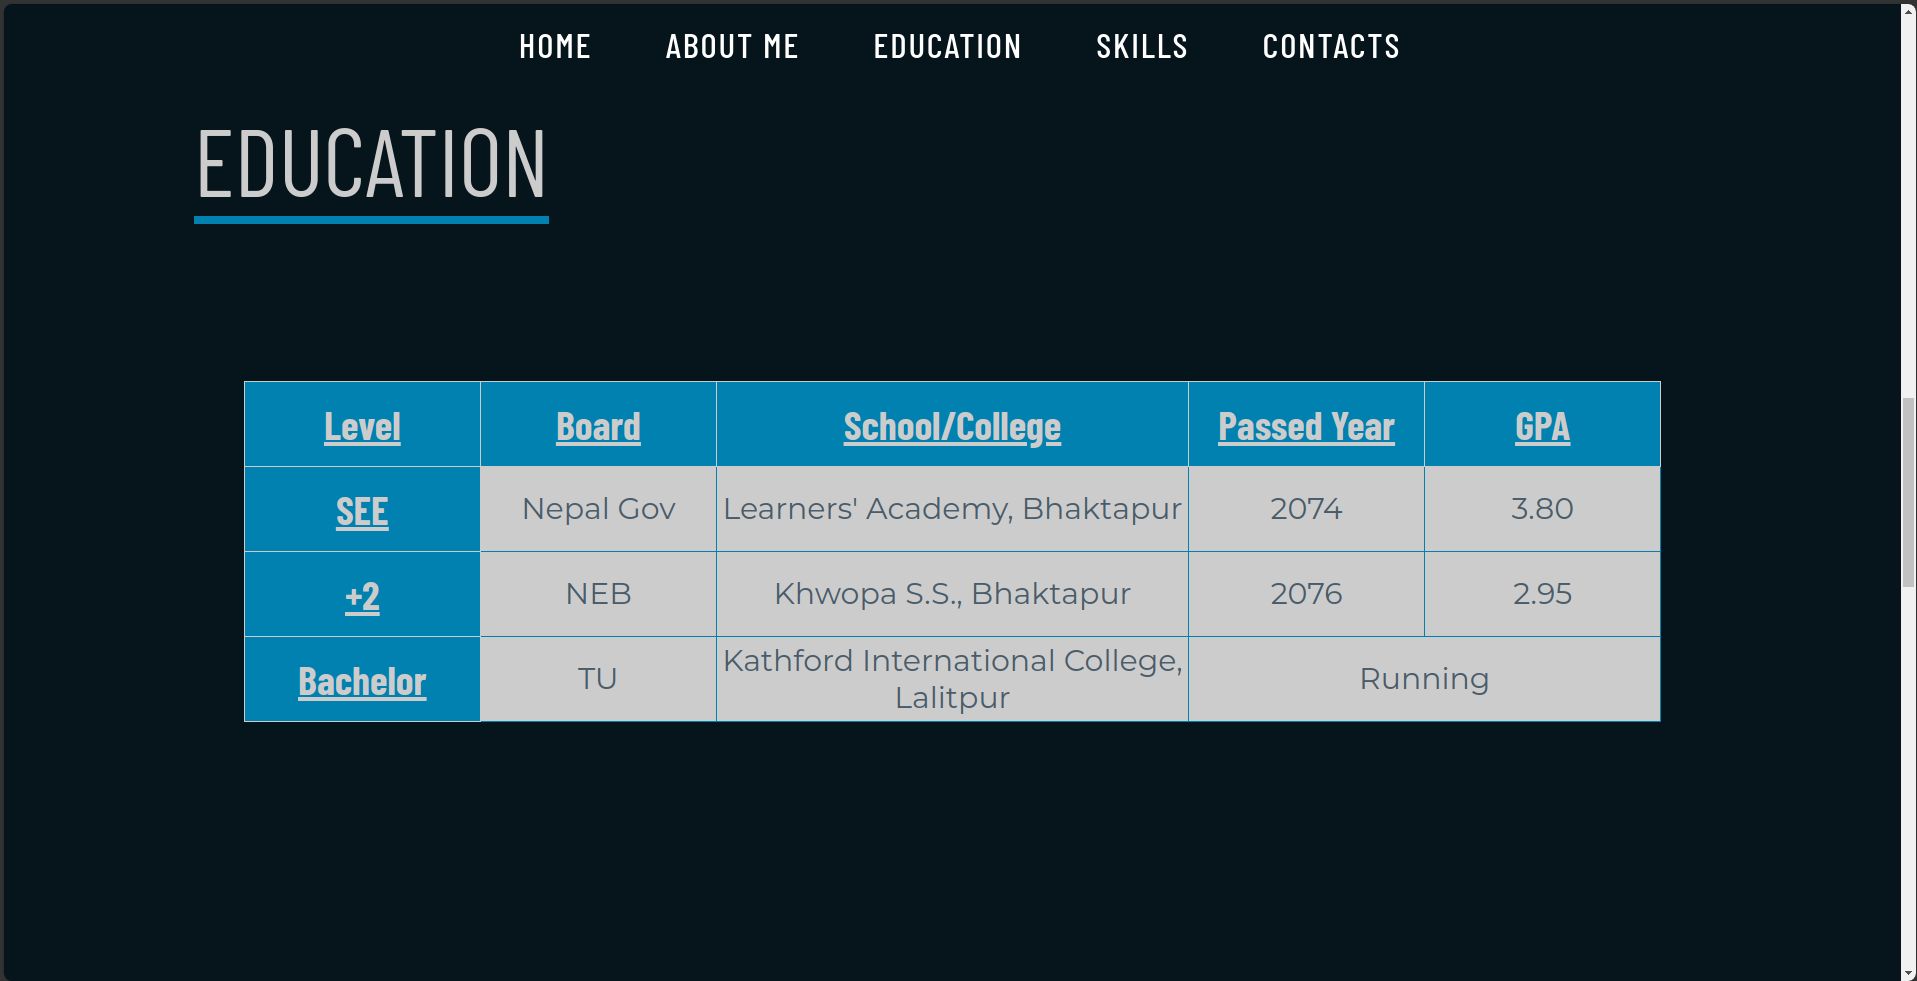 HOME ABOUT ME EDUCATION SKILLS CONTACTS
EDUCATION
Level Board School/College Passed Year GPA
SEE Nepal Gov Learners' Academy, Bhaktapur 2074 3.80
+2 NEB Khwopa S.S., Bhaktapur 2076 2.95
Bachelor TU Kathford International College, Lalitpur Running